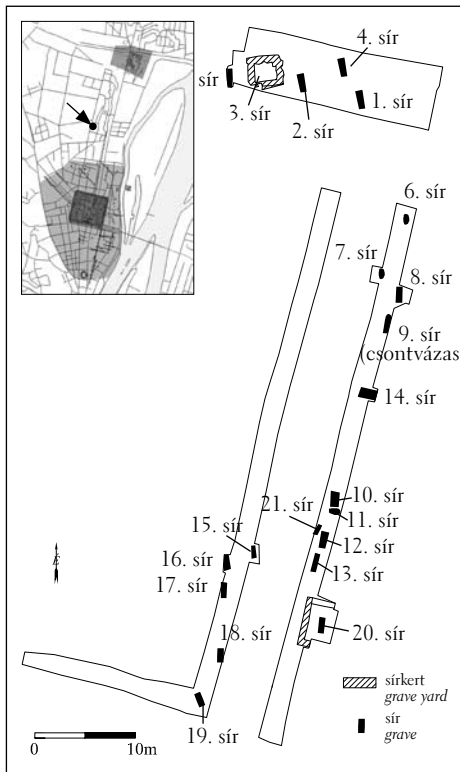 4. sír
sír
3. sír
1. sír
2. sír
6. sír
7. sír
8. sír
9. sír
(csontvázas
14. sír
10. sír
21. sír
11. sír
15. sír
12. sír
16. sír
13. sír
17. sír
É
18. sír
20. sír
19. sír
sírkert
grave yard
sír
grave
0 10m